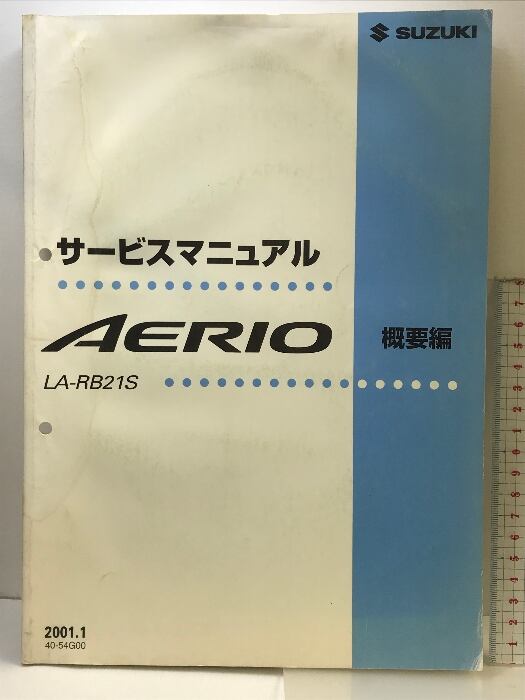 SUZUKI
サービスマニュアル
AERIO
概要編
LA-RB21S
2001.1
40-54G00